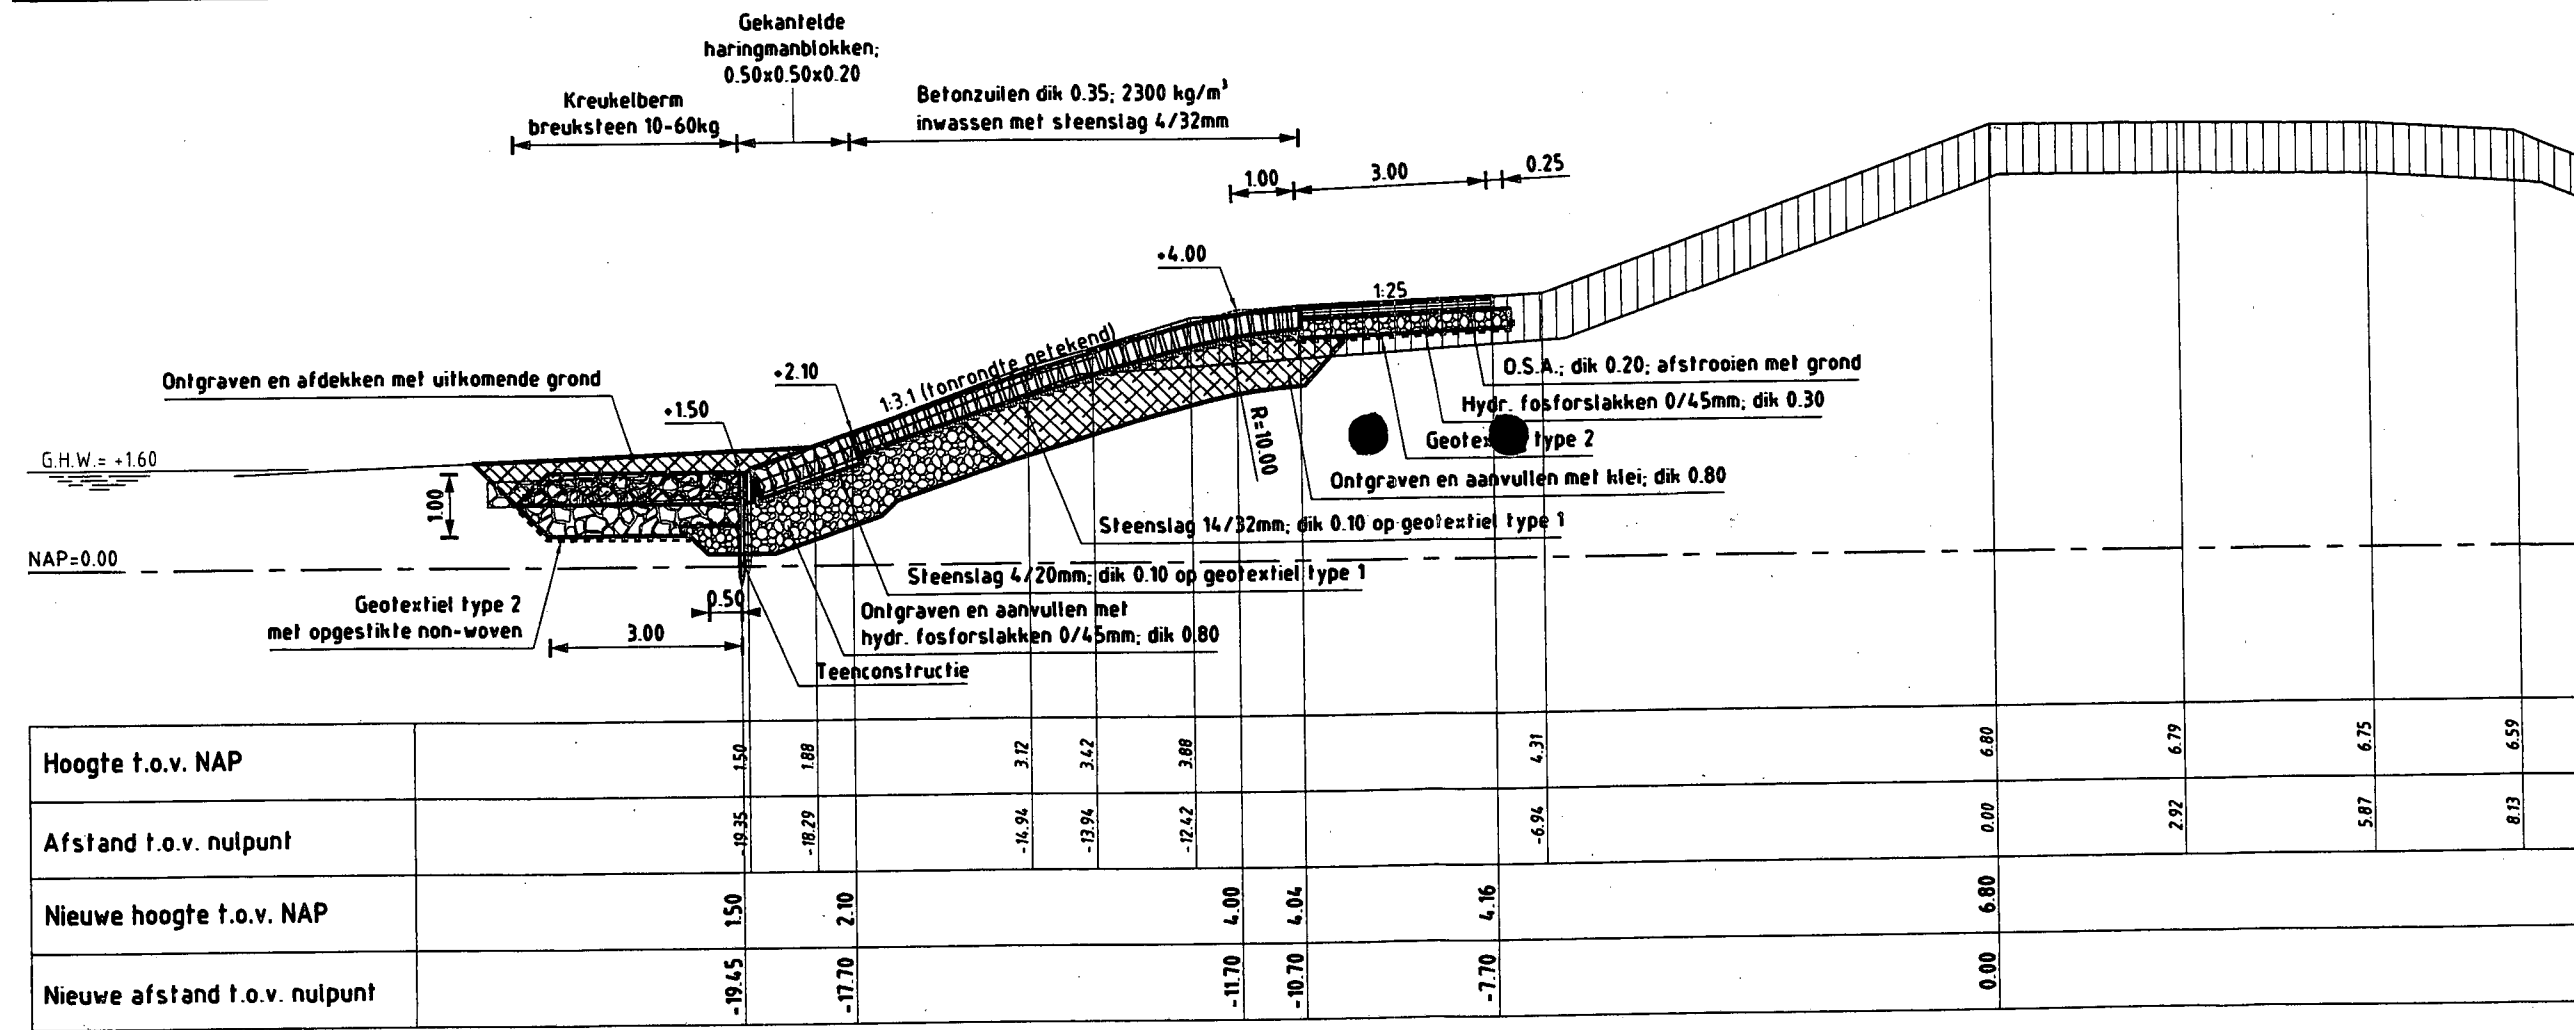 Gekantelde
haringmanblokken;
0.50x0.50x0.20
Kreukelberm
breuksteen 10-60kg
Betonzuilen dik 0.35; 2300 kg/m³
inwassen met steenslag 4/32mm
1.00
3.00
0.25
+4.00
1:25
1:3.1 (tonrondte getekend)
+2.10
+1.50
Ontgraven en afdekken met uitkomende grond
G.H.W.= +1.60
1.00
NAP=0.00
R=10.00
O.S.A.; dik 0.20; afstrooien met grond
Hydr. fosforslakken 0/45mm; dik 0.30
type 2
Ontgraven en aanvullen met klei; dik 0.80
Steenslag 14/32mm; dik 0.10 op geotextiel type 1
Steenslag 4/20mm; dik 0.10 op geotextiel type 1
Ontgraven en aanvullen met
hydr. fosforslakken 0/45mm; dik 0.80
Teenconstructie
Geotextiel type 2
met opgestikte non-woven
0.50
3.00
Hoogte t.o.v. NAP 1.50 1.88 3.12 3.42 3.88 4.31 6.80 6.79 6.75 6.59
Afstand t.o.v. nulpunt -19.35 -18.29 -14.94 -13.94 -12.42 -6.94 0.00 2.92 5.87 8.13
Nieuwe hoogte t.o.v. NAP 1.50 2.10 4.00 4.04 4.16 6.80
Nieuwe afstand t.o.v. nulpunt -19.45 -17.70 -11.70 -10.70 -7.70 0.00